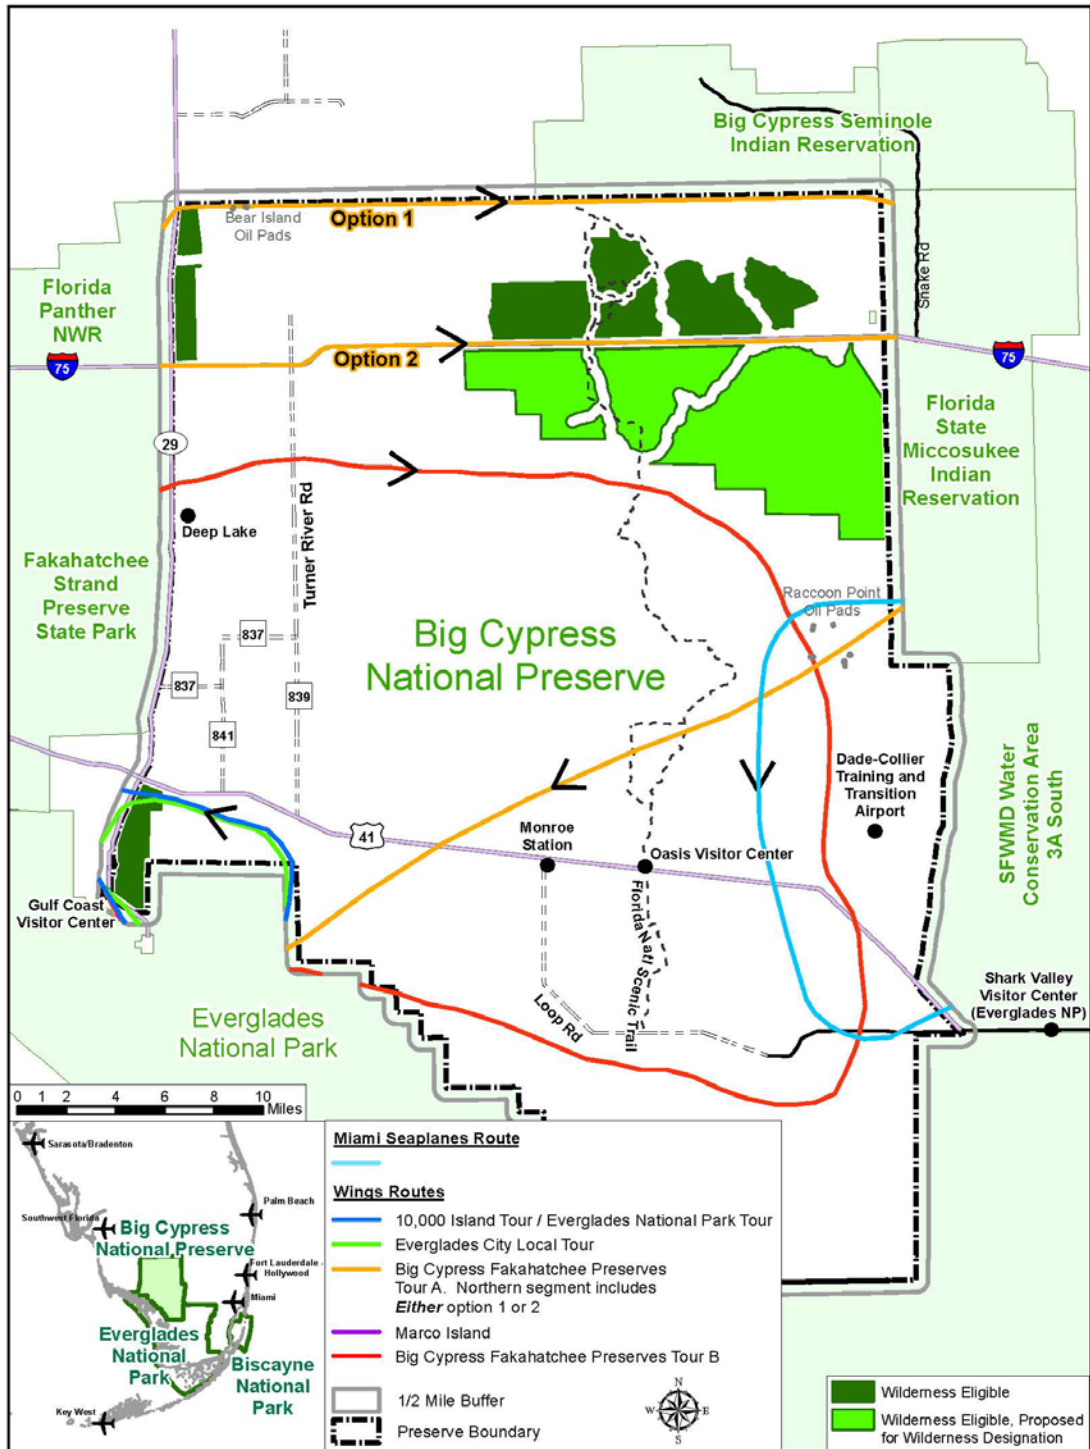 Big Cypress Seminole
Indian Reservation
Option 1
Bear Island
Oil Pads
Snake Rd
Florida
Panther
NWR
75
Option 2
75
Florida
State
Miccosukee
Indian
Reservation
29
Deep Lake
Turner River Rd
Fakahatchee
Strand
Preserve
State Park
Raccoon Point
Oil Pads
837
837
839
841
Big Cypress
National Preserve
Dade-Collier
Training and
Transition
Airport
SFWMD Water
Conservation Area
3A South
Monroe
Station
41
Oasis Visitor Center
Gulf Coast
Visitor Center
Florida Natl Scenic Trail
Loop Rd
Shark Valley
Visitor Center
(Everglades NP)
Everglades
National Park
0 1 2 4 6 8 10
Miles
Sarasota/Bradenton
Palm Beach
Southwest Florida
Big Cypress
National Preserve
Fort Lauderdale -
Hollywood
Miami
Everglades
National
Park
Biscayne
National
Park
Key West
Miami Seaplanes Route
Wings Routes
10,000 Island Tour / Everglades National Park Tour
Everglades City Local Tour
Big Cypress Fakahatchee Preserves
Tour A. Northern segment includes
Either option 1 or 2
Marco Island
Big Cypress Fakahatchee Preserves Tour B
1/2 Mile Buffer
Preserve Boundary
N
W E
S
Wilderness Eligible
Wilderness Eligible, Proposed
for Wilderness Designation